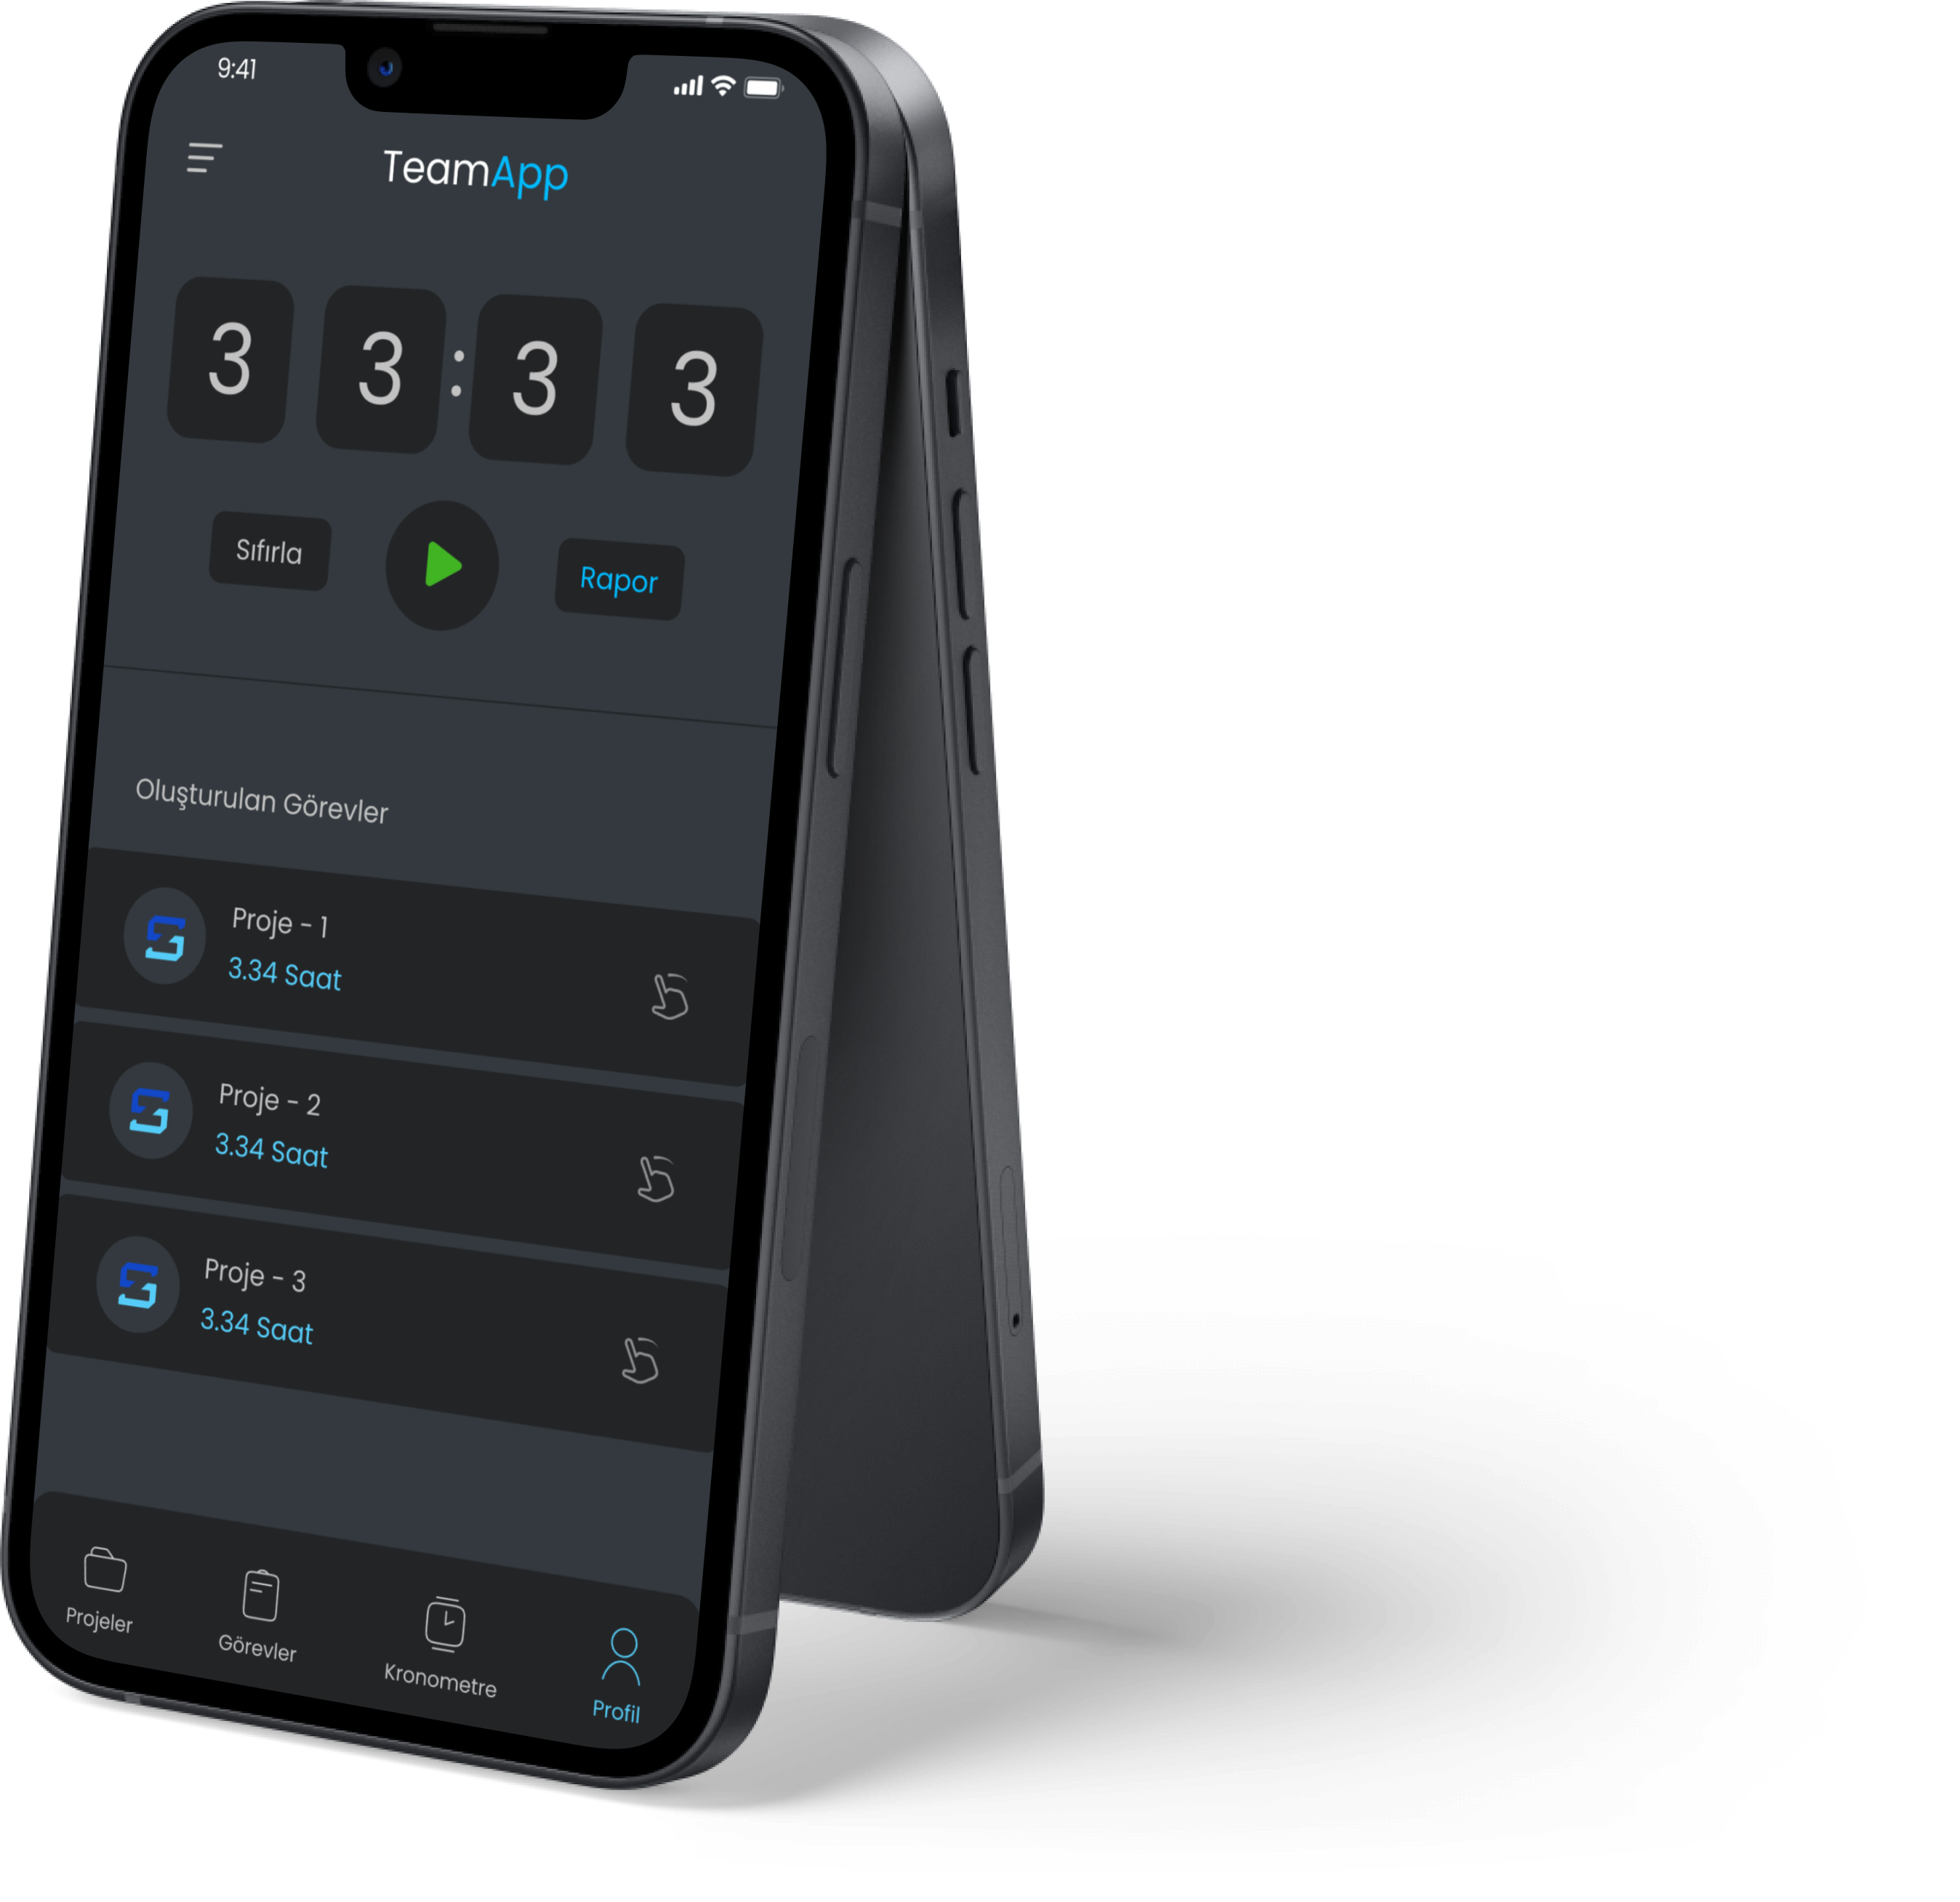 9:41
TeamApp
3 3 : 3 3
Sıfırla
Rapor
Oluşturulan Görevler
Proje - 1
3.34 Saat
Proje - 2
3.34 Saat
Proje - 3
3.34 Saat
Projeler
Görevler
Kronometre
Profil